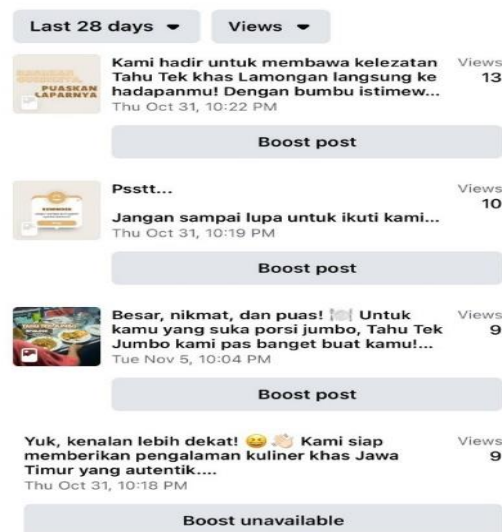 Last 28 days
Views
Kami hadir untuk membawa kelezatan
Tahu Tek khas Lamongan langsung ke
hadapanmu! Dengan bumbu istimew...
Thu Oct 31, 10:22 PM
Views
13
PUASKAN
LAPARNYA
Boost post
Psstt...
Jangan sampai lupa untuk ikuti kami...
Thu Oct 31, 10:19 PM
Views
10
Boost post
Besar, nikmat, dan puas! 🍽️ Untuk
kamu yang suka porsi jumbo, Tahu Tek
Jumbo kami pas banget buat kamu!...
Tue Nov 5, 10:04 PM
Views
9
Boost post
Yuk, kenalan lebih dekat! 😆 👏🏻 Kami siap
memberikan pengalaman kuliner khas Jawa
Timur yang autentik....
Thu Oct 31, 10:18 PM
Views
9
Boost unavailable